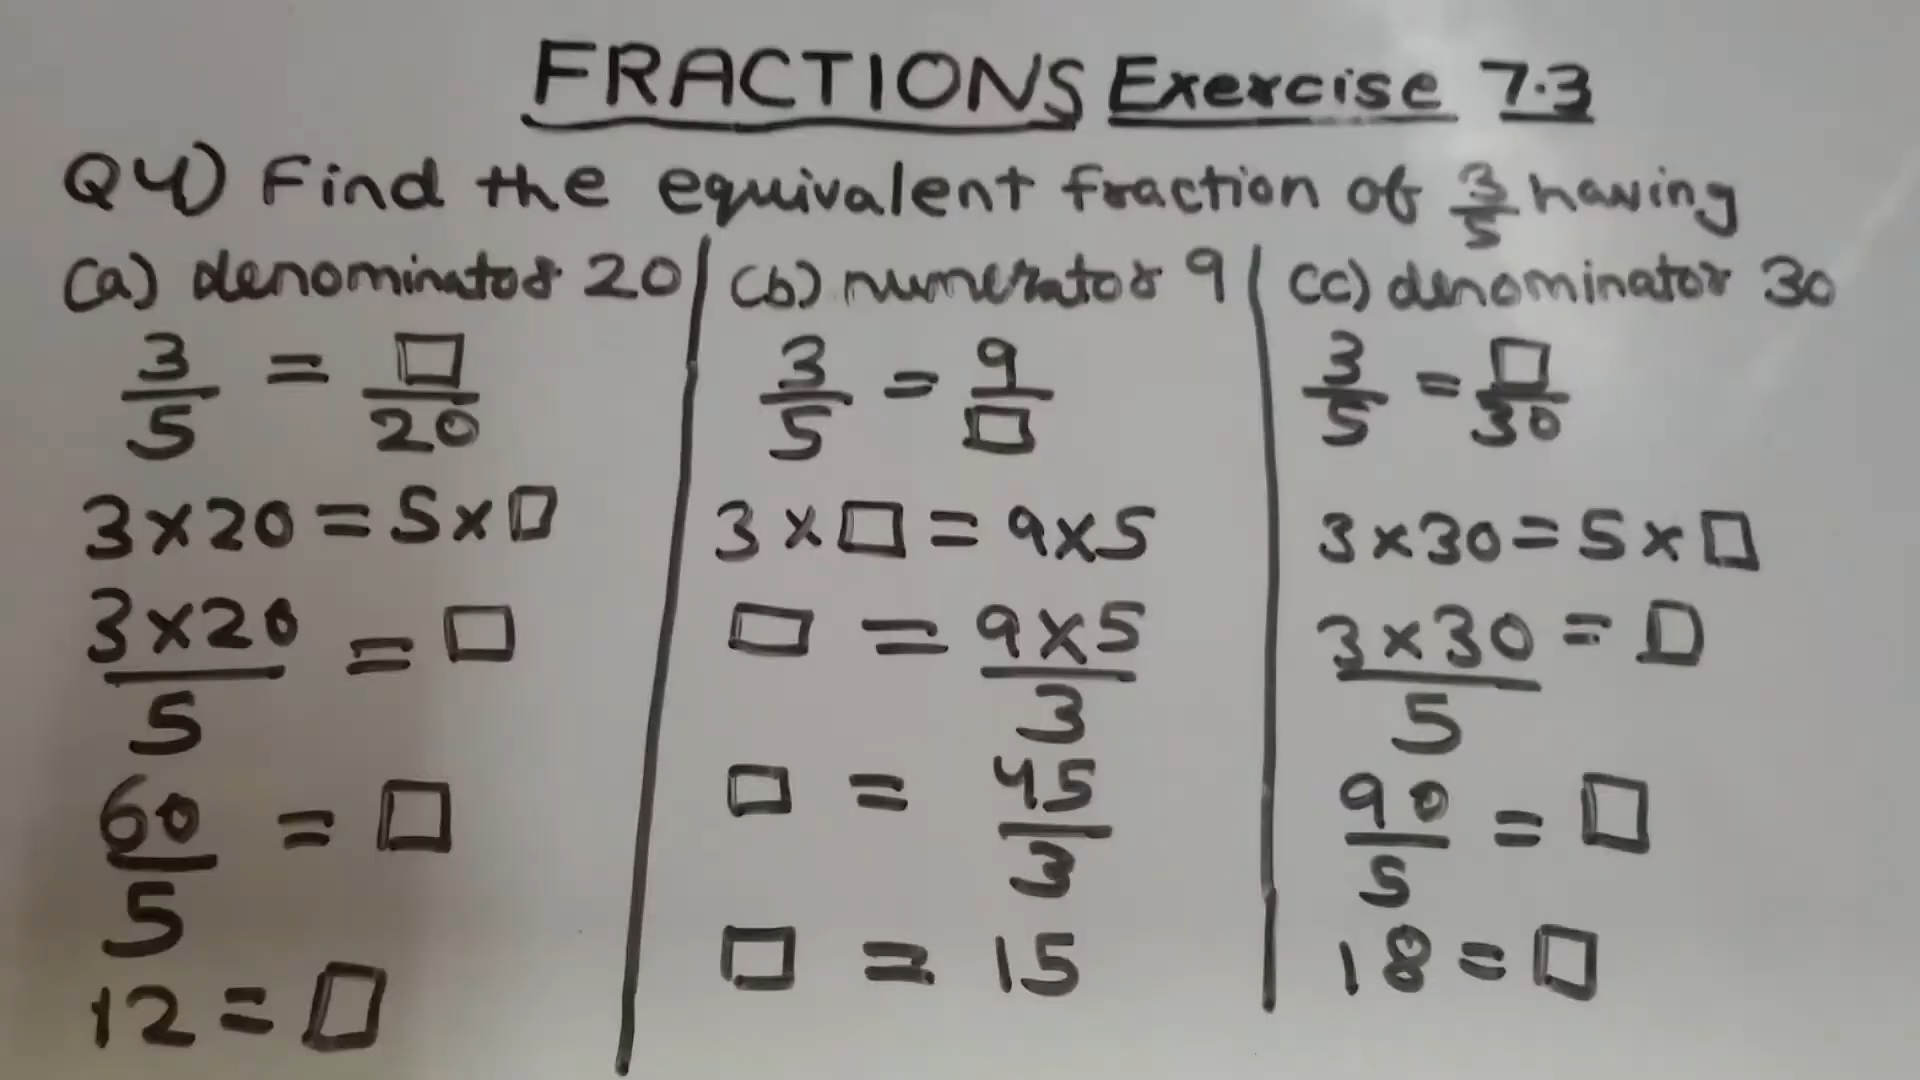 FRACTIONS Exercise 7.3
Q4) Find the equivalent fraction of 3/5 having
(a) denominator 20
3/5 = □/20
3×20=5×□
3×20/5 = □
60/5 = □
12 = □
(b) numerator 9
3/5 = 9/□
3×□=9×5
□ = 9×5/3
□ = 45/3
□ = 15
(c) denominator 30
3/5 = □/30
3×30=5×□
3×30/5 = □
90/5 = □
18 = □